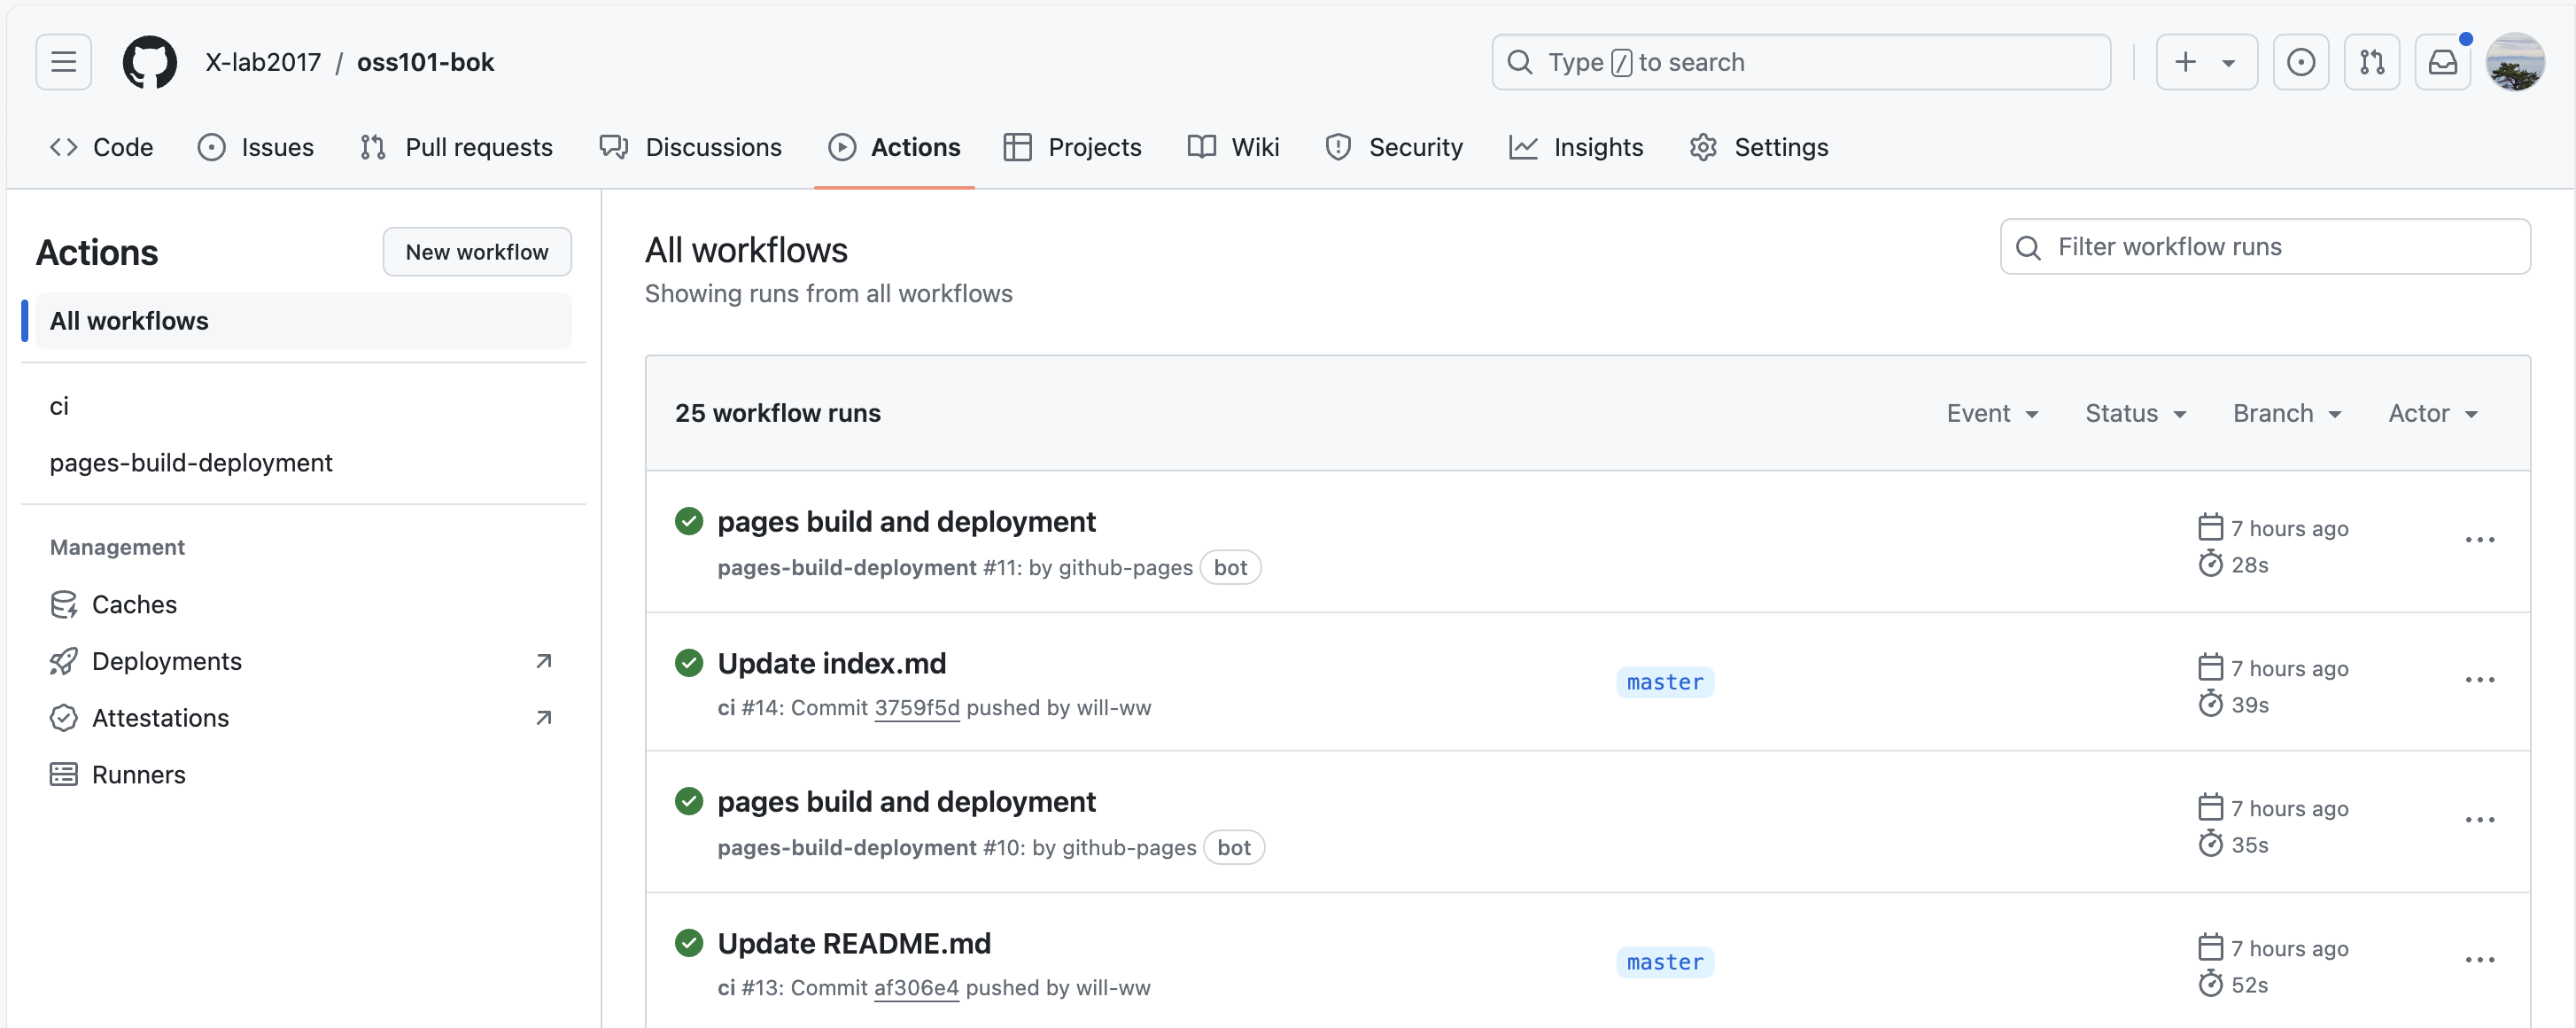 X-lab2017 / oss101-bok
Type / to search
Code Issues Pull requests Discussions Actions Projects Wiki Security Insights Settings
Actions
New workflow
All workflows
ci
pages-build-deployment
Management
Caches
Deployments
Attestations
Runners
All workflows
Showing runs from all workflows
Filter workflow runs
25 workflow runs
Event Status Branch Actor
pages build and deployment
pages-build-deployment #11: by github-pages bot
7 hours ago
28s
Update index.md
ci #14: Commit 3759f5d pushed by will-ww
master
7 hours ago
39s
pages build and deployment
pages-build-deployment #10: by github-pages bot
7 hours ago
35s
Update README.md
ci #13: Commit af306e4 pushed by will-ww
master
7 hours ago
52s